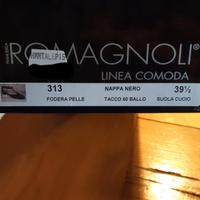 ROMAGNOLI®
LINEA COMODA
313 NAPPA NERO 39½
FODERA PELLE TACCO 60 BALLO SUOLA CUOIO